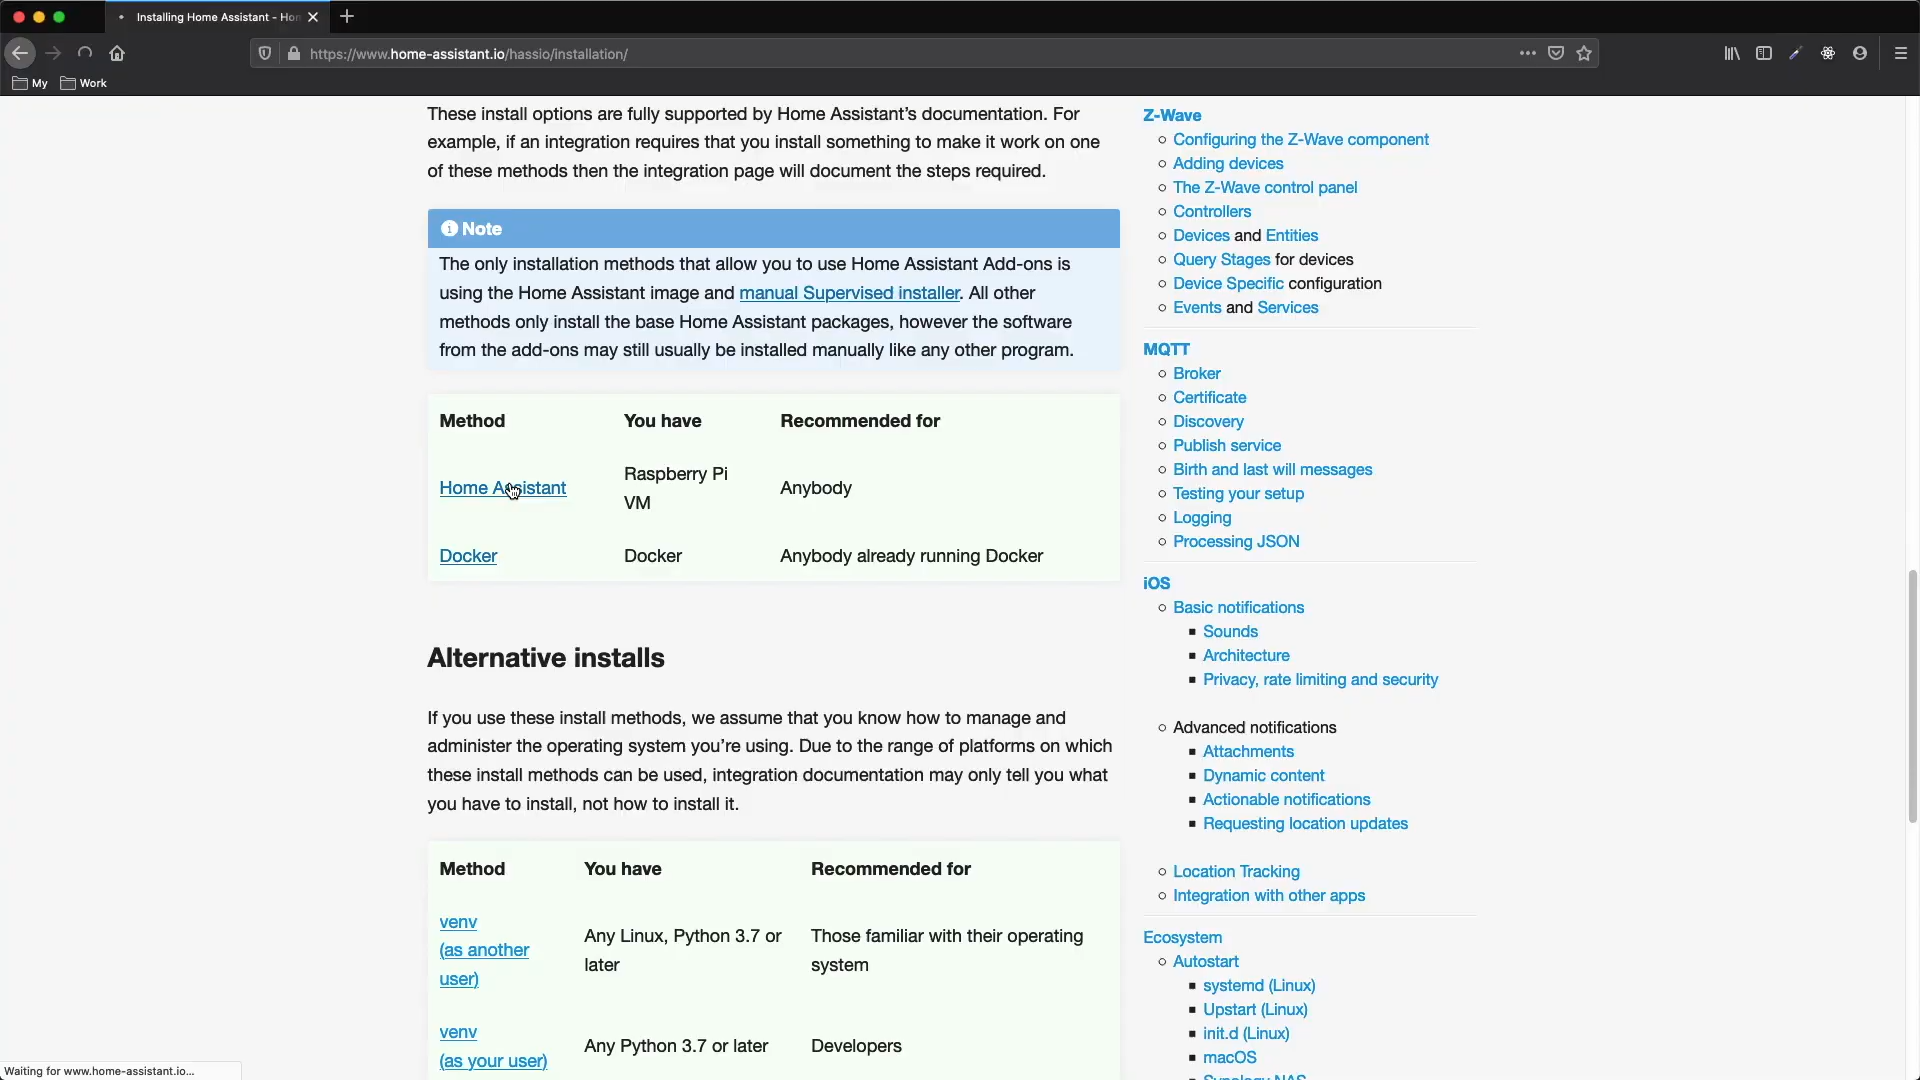 Installing Home Assistant - Hon
https://www.home-assistant.io/hassio/installation/
My
Work
These install options are fully supported by Home Assistant’s documentation. For
example, if an integration requires that you install something to make it work on one
of these methods then the integration page will document the steps required.
Note
The only installation methods that allow you to use Home Assistant Add-ons is
using the Home Assistant image and manual Supervised installer. All other
methods only install the base Home Assistant packages, however the software
from the add-ons may still usually be installed manually like any other program.
Method You have Recommended for
Home Assistant
Raspberry Pi
VM
Anybody
Docker Docker Anybody already running Docker
Alternative installs
If you use these install methods, we assume that you know how to manage and
administer the operating system you’re using. Due to the range of platforms on which
these install methods can be used, integration documentation may only tell you what
you have to install, not how to install it.
Method You have Recommended for
venv
(as another
user)
Any Linux, Python 3.7 or
later
Those familiar with their operating
system
venv
(as your user)
Any Python 3.7 or later
Developers
Z-Wave
Configuring the Z-Wave component
Adding devices
The Z-Wave control panel
Controllers
Devices and Entities
Query Stages for devices
Device Specific configuration
Events and Services
MQTT
Broker
Certificate
Discovery
Publish service
Birth and last will messages
Testing your setup
Logging
Processing JSON
iOS
Basic notifications
Sounds
Architecture
Privacy, rate limiting and security
Advanced notifications
Attachments
Dynamic content
Actionable notifications
Requesting location updates
Location Tracking
Integration with other apps
Ecosystem
Autostart
systemd (Linux)
Upstart (Linux)
init.d (Linux)
macOS
Synology NAS
Waiting for www.home-assistant.io...